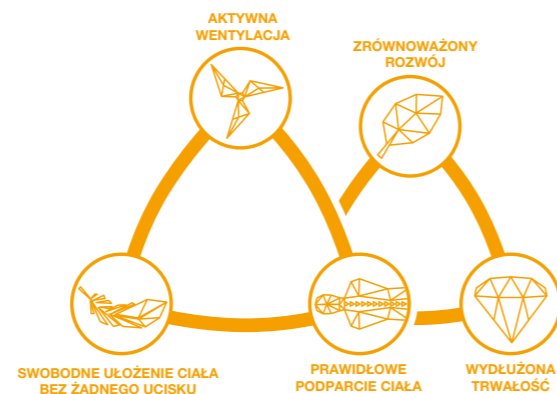 AKTYWNA
WENTYLACJA
ZRÓWNOWAŻONY
ROZWÓJ
SWOBODNE UŁOŻENIE CIAŁA
BEZ ŻADNEGO UCISKU
PRAWIDŁOWE
PODPARCIE CIAŁA
WYDŁUŻONA
TRWAŁOŚĆ